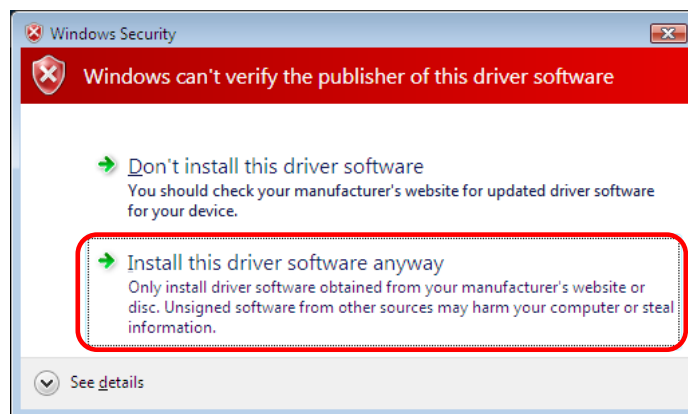 Windows Security
Windows can't verify the publisher of this driver software
Don't install this driver software
You should check your manufacturer's website for updated driver software
for your device.
Install this driver software anyway
Only install driver software obtained from your manufacturer's website or
disc. Unsigned software from other sources may harm your computer or steal
information.
See details